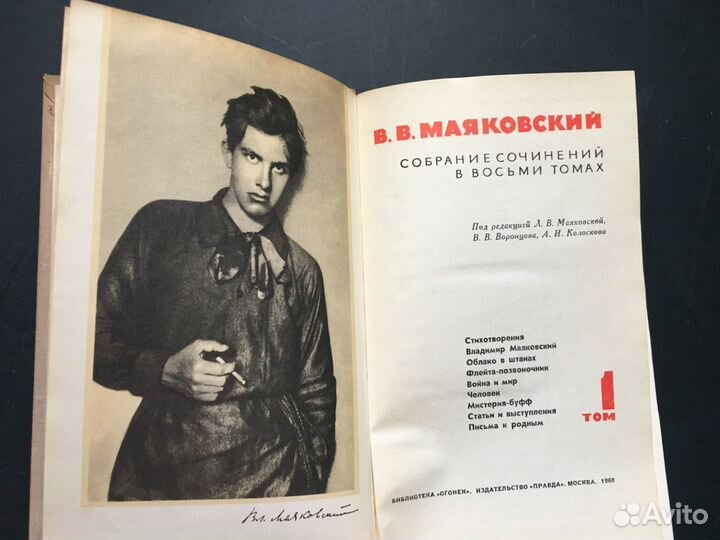 Вл. Маяковский
В.В. МАЯКОВСКИЙ
СОБРАНИЕ СОЧИНЕНИЙ
В ВОСЬМИ ТОМАХ
Под редакцией Л. В. Маяковской,
В. В. Воронцова, А. И. Колоскова
Стихотворения
Владимир Маяковский
Облако в штанах
Флейта-позвоночник
Война и мир
Человек
Мистерия-буфф
Статьи и выступления
Письма к родным
1
ТОМ
БИБЛИОТЕКА «ОГОНЕК». ИЗДАТЕЛЬСТВО «ПРАВДА». МОСКВА. 1968
Avito